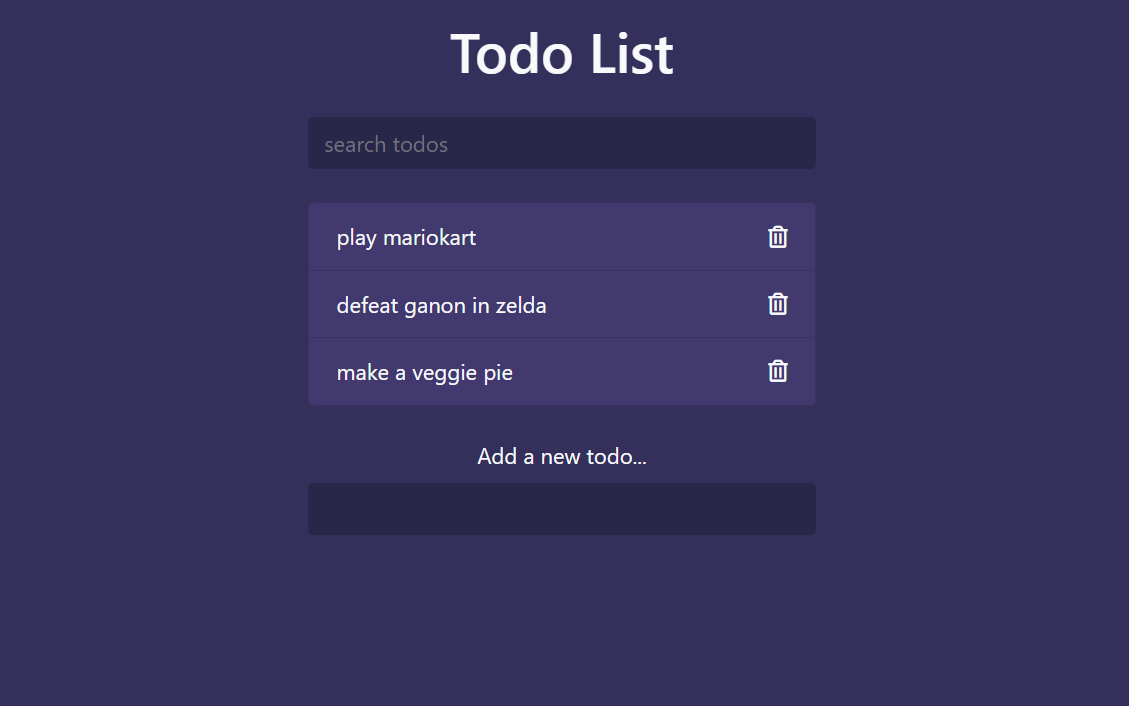 Todo List
search todos
play mariokart
defeat ganon in zelda
make a veggie pie
Add a new todo...